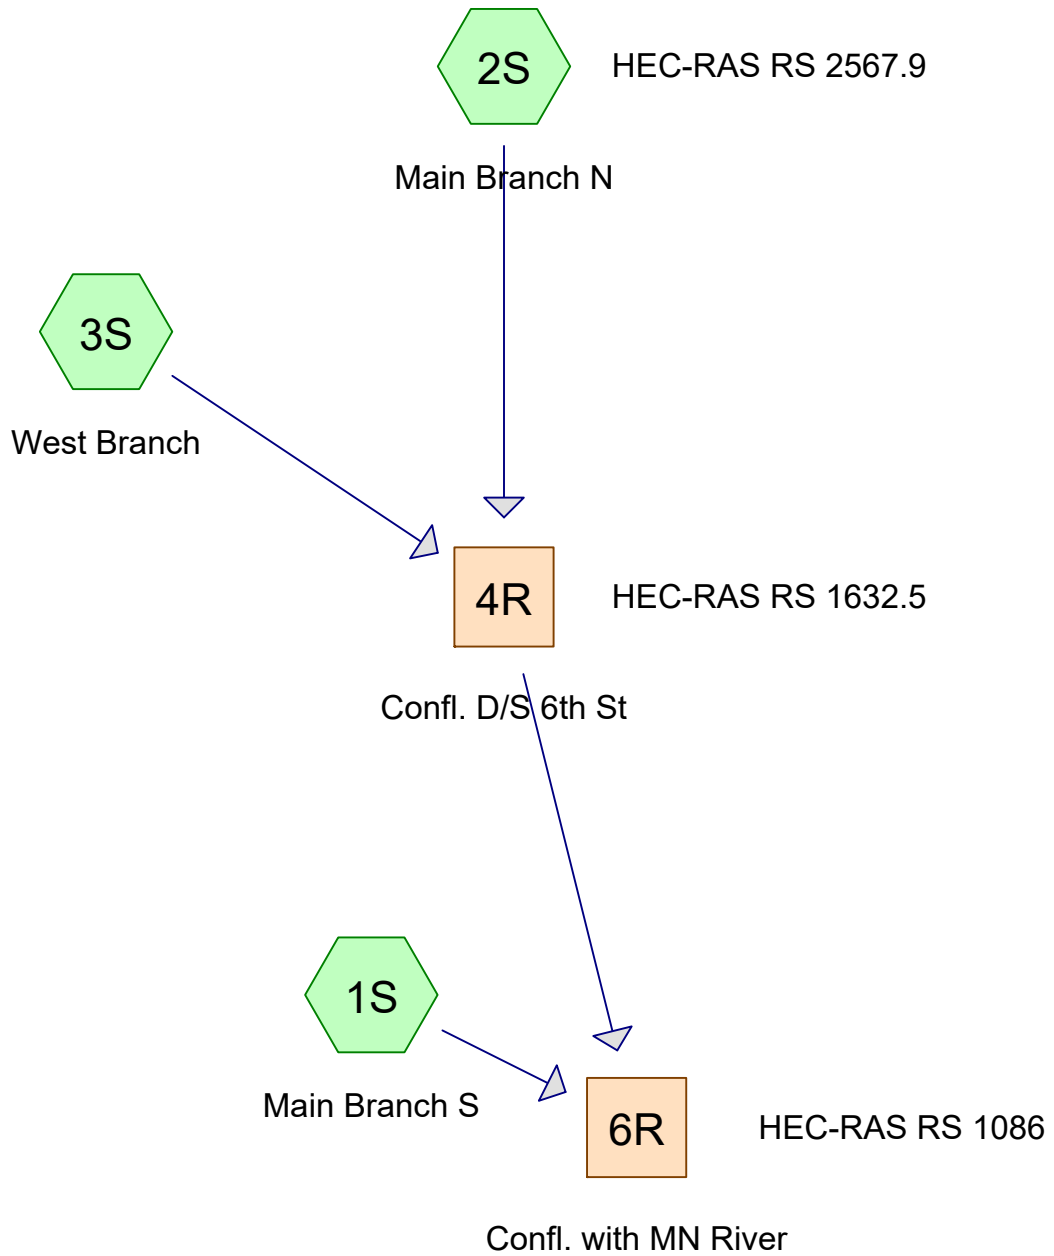 2S
HEC-RAS RS 2567.9
Main Branch N
3S
West Branch
4R
HEC-RAS RS 1632.5
Confl. D/S 6th St
1S
Main Branch S
6R
HEC-RAS RS 1086
Confl. with MN River